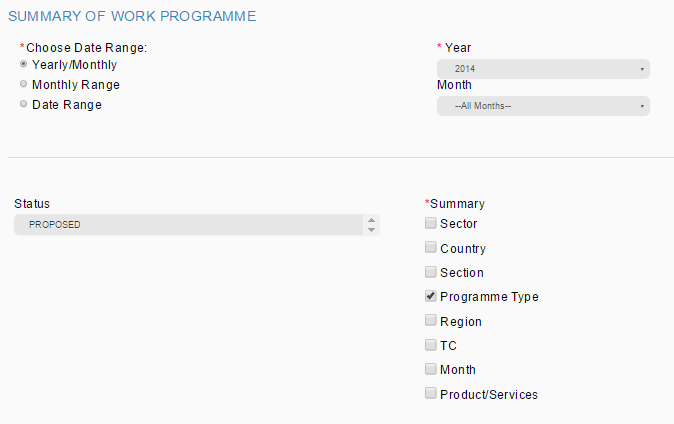 SUMMARY OF WORK PROGRAMME
*Choose Date Range:
Yearly/Monthly
Monthly Range
Date Range
* Year
2014
Month
--All Months--
Status
PROPOSED
*Summary
Sector
Country
Section
Programme Type
Region
TC
Month
Product/Services